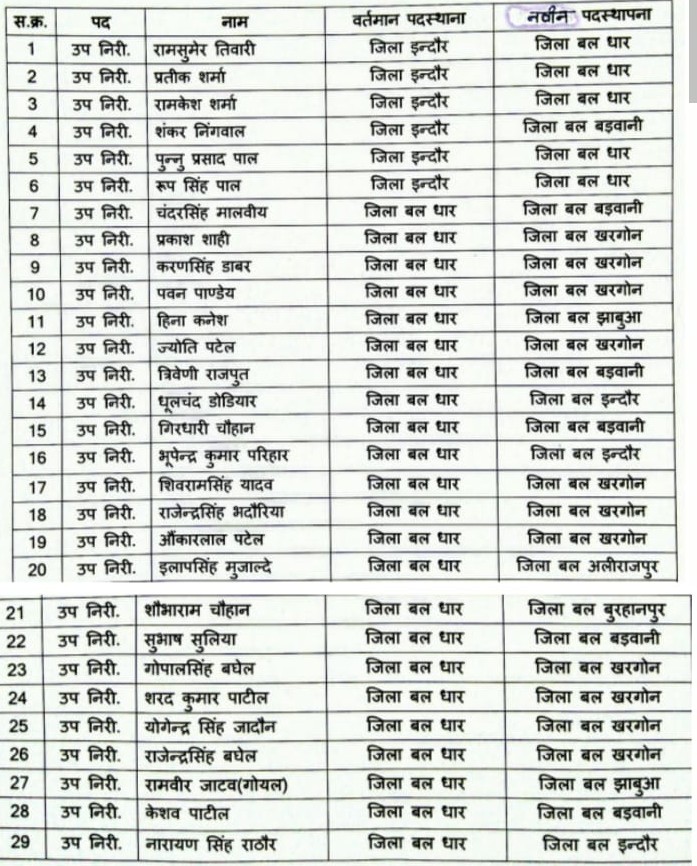 स.क्र. पद नाम वर्तमान पदस्थाना नवीन पदस्थापना
1 उप निरी. रामसुमेर तिवारी जिला इन्दौर जिला बल धार
2 उप निरी. प्रतीक शर्मा जिला इन्दौर जिला बल धार
3 उप निरी. रामकेश शर्मा जिला इन्दौर जिला बल धार
4 उप निरी. शंकर निंगवाल जिला इन्दौर जिला बल बड़वानी
5 उप निरी. पुन्नु प्रसाद पाल जिला इन्दौर जिला बल धार
6 उप निरी. रूप सिंह पाल जिला इन्दौर जिला बल धार
7 उप निरी. चंदरसिंह मालवीय जिला बल धार जिला बल बड़वानी
8 उप निरी. प्रकाश शाही जिला बल धार जिला बल खरगोन
9 उप निरी. करणसिंह डाबर जिला बल धार जिला बल खरगोन
10 उप निरी. पवन पाण्डेय जिला बल धार जिला बल खरगोन
11 उप निरी. हिना कनेश जिला बल धार जिला बल झाबुआ
12 उप निरी. ज्योति पटेल जिला बल धार जिला बल खरगोन
13 उप निरी. त्रिवेणी राजपुत जिला बल धार जिला बल बड़वानी
14 उप निरी. धूलचंद डोडियार जिला बल धार जिला बल इन्दौर
15 उप निरी. गिरधारी चौहान जिला बल धार जिला बल बड़वानी
16 उप निरी. भूपेन्द्र कुमार परिहार जिला बल धार जिला बल इन्दौर
17 उप निरी. शिवरामसिंह यादव जिला बल धार जिला बल खरगोन
18 उप निरी. राजेन्द्रसिंह भदौरिया जिला बल धार जिला बल खरगोन
19 उप निरी. औंकारलाल पटेल जिला बल धार जिला बल खरगोन
20 उप निरी. इलापसिंह मुजाल्दे जिला बल धार जिला बल अलीराजपुर
21 उप निरी. शौभाराम चौहान जिला बल धार जिला बल बुरहानपुर
22 उप निरी. सुभाष सुलिया जिला बल धार जिला बल बड़वानी
23 उप निरी. गोपालसिंह बघेल जिला बल धार जिला बल खरगोन
24 उप निरी. शरद कुमार पाटील जिला बल धार जिला बल खरगोन
25 उप निरी. योगेन्द्र सिंह जादौन जिला बल धार जिला बल खरगोन
26 उप निरी. राजेन्द्रसिंह बघेल जिला बल धार जिला बल खरगोन
27 उप निरी. रामवीर जाटव(गोयल) जिला बल धार जिला बल झाबुआ
28 उप निरी. केशव पाटील जिला बल धार जिला बल बड़वानी
29 उप निरी. नारायण सिंह राठौर जिला बल धार जिला बल इन्दौर